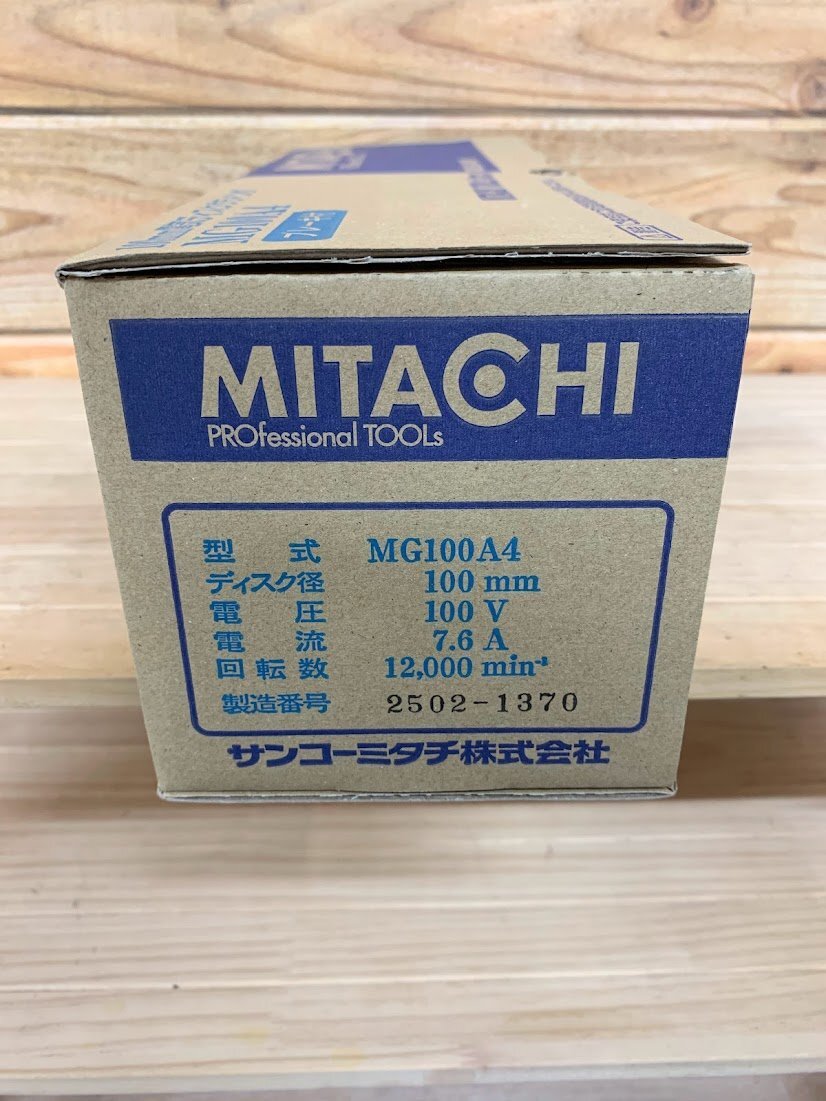 MG100A4
MITACHI
PROfessional TOOLs
型式 MG100A4
ディスク径 100 mm
電圧 100 V
電流 7.6 A
回転数 12,000 min⁻¹
製造番号 2502-1370
サンコーミタチ株式会社